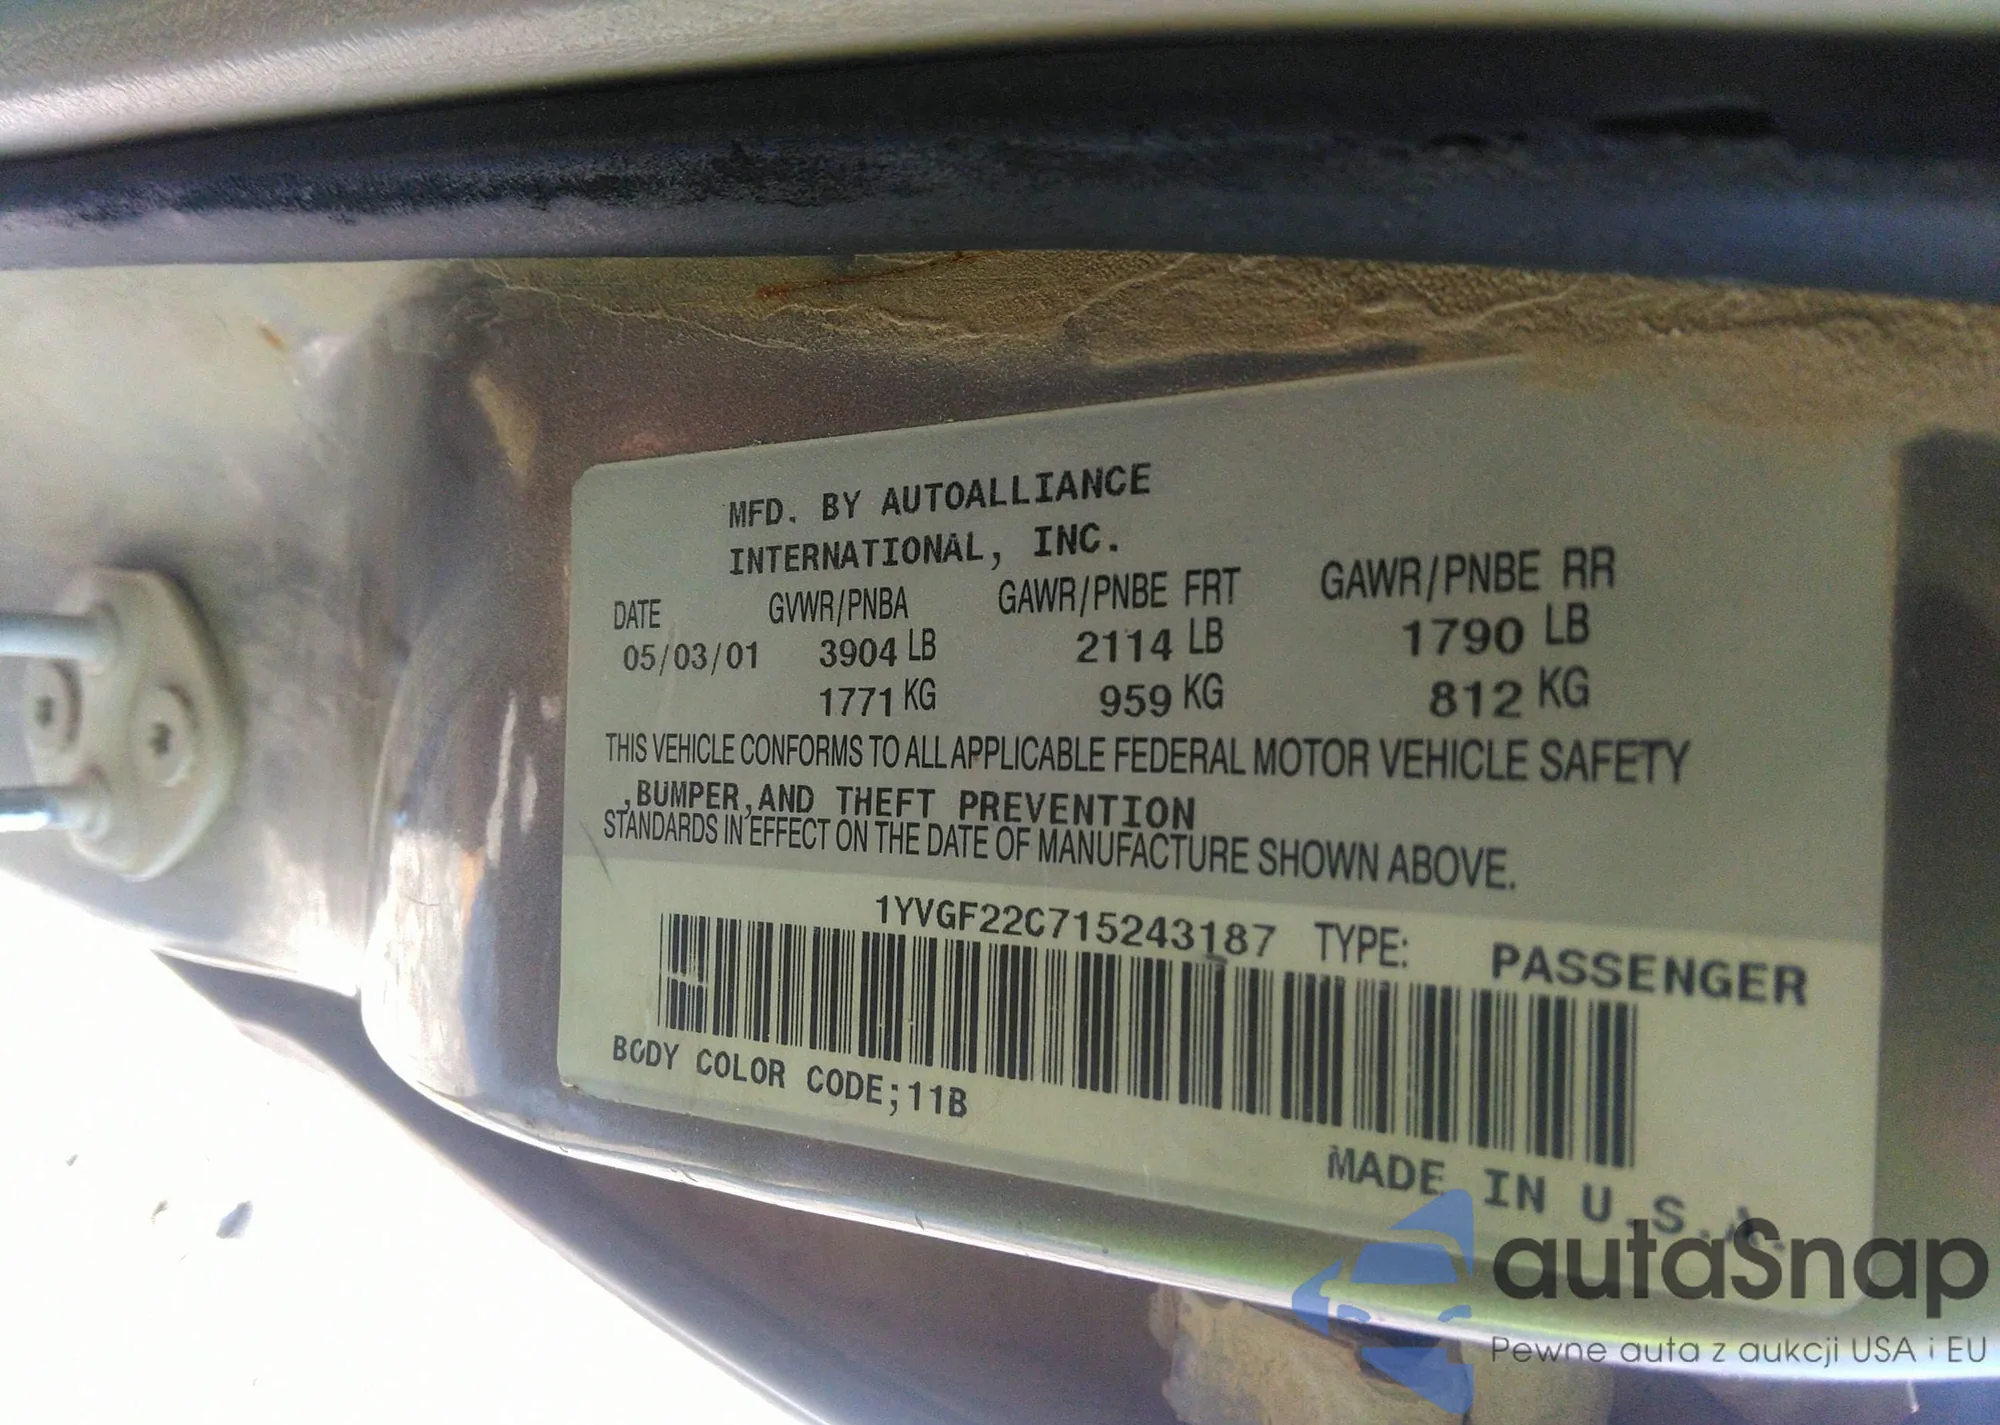 MFD. BY AUTOALLIANCE
INTERNATIONAL, INC.
DATE GVWR/PNBA GAWR/PNBE FRT GAWR/PNBE RR
05/03/01 3904 LB 2114 LB 1790 LB
1771 KG 959 KG 812 KG
THIS VEHICLE CONFORMS TO ALL APPLICABLE FEDERAL MOTOR VEHICLE SAFETY
,BUMPER,AND THEFT PREVENTION
STANDARDS IN EFFECT ON THE DATE OF MANUFACTURE SHOWN ABOVE.
1YVGF22C715243187 TYPE: PASSENGER
BODY COLOR CODE;11B
MADE IN U.S.A.
autaSnap
Pewne auta z aukcji USA i EU